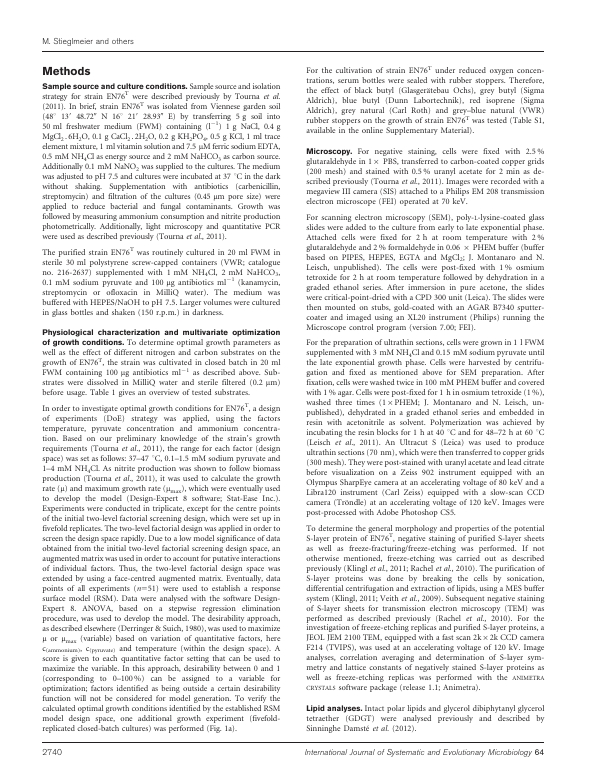 M. Stieglmeier and others
Methods
Sample source and culture conditions. Sample source and isolation
strategy for strain EN76T were described previously by Tourna et al.
(2011). In brief, strain EN76T was isolated from Viennese garden soil
(48° 13′ 48.72″ N 16° 21′ 28.93″ E) by transferring 5 g soil into
50 ml freshwater medium (FWM) containing (l−1) 1 g NaCl, 0.4 g
MgCl2.6H2O, 0.1 g CaCl2.2H2O, 0.2 g KH2PO4, 0.5 g KCl, 1 ml trace
element mixture, 1 ml vitamin solution and 7.5 μM ferric sodium EDTA,
0.5 mM NH4Cl as energy source and 2 mM NaHCO3 as carbon source.
Additionally 0.1 mM NaNO2 was supplied to the cultures. The medium
was adjusted to pH 7.5 and cultures were incubated at 37 °C in the dark
without shaking. Supplementation with antibiotics (carbenicillin,
streptomycin) and filtration of the cultures (0.45 μm pore size) were
applied to reduce bacterial and fungal contaminants. Growth was
followed by measuring ammonium consumption and nitrite production
photometrically. Additionally, light microscopy and quantitative PCR
were used as described previously (Tourna et al., 2011).
The purified strain EN76T was routinely cultured in 20 ml FWM in
sterile 30 ml polystyrene screw-capped containers (VWR; catalogue
no. 216-2637) supplemented with 1 mM NH4Cl, 2 mM NaHCO3,
0.1 mM sodium pyruvate and 100 μg antibiotics ml−1 (kanamycin,
streptomycin or ofloxacin in MilliQ water). The medium was
buffered with HEPES/NaOH to pH 7.5. Larger volumes were cultured
in glass bottles and shaken (150 r.p.m.) in darkness.
Physiological characterization and multivariate optimization
of growth conditions. To determine optimal growth parameters as
well as the effect of different nitrogen and carbon substrates on the
growth of EN76T, the strain was cultivated in closed batch in 20 ml
FWM containing 100 μg antibiotics ml−1 as described above. Sub-
strates were dissolved in MilliQ water and sterile filtered (0.2 μm)
before usage. Table 1 gives an overview of tested substrates.
In order to investigate optimal growth conditions for EN76T, a design
of experiments (DoE) strategy was applied, using the factors
temperature, pyruvate concentration and ammonium concentra-
tion. Based on our preliminary knowledge of the strain's growth
requirements (Tourna et al., 2011), the range for each factor (design
space) was set as follows: 37–47 °C, 0.1–1.5 mM sodium pyruvate and
1–4 mM NH4Cl. As nitrite production was shown to follow biomass
production (Tourna et al., 2011), it was used to calculate the growth
rate (μ) and maximum growth rate (μmax), which were eventually used
to develop the model (Design-Expert 8 software; Stat-Ease Inc.).
Experiments were conducted in triplicate, except for the centre points
of the initial two-level factorial screening design, which were set up in
fivefold replicates. The two-level factorial design was applied in order to
screen the design space rapidly. Due to a low model significance of data
obtained from the initial two-level factorial screening design space, an
augmented matrix was used in order to account for putative interactions
of individual factors. Thus, the two-level factorial design space was
extended by using a face-centred augmented matrix. Eventually, data
points of all experiments (n=51) were used to establish a response
surface model (RSM). Data were analysed with the software Design-
Expert 8. ANOVA, based on a stepwise regression elimination
procedure, was used to develop the model. The desirability approach,
as described elsewhere (Derringer & Suich, 1980), was used to maximize
μ or μmax (variable) based on variation of quantitative factors, here
c(ammonium), c(pyruvate) and temperature (within the design space). A
score is given to each quantitative factor setting that can be used to
maximize the variable. In this approach, desirability between 0 and 1
(corresponding to 0–100 %) can be assigned to a variable for
optimization; factors identified as being outside a certain desirability
function will not be considered for model generation. To verify the
calculated optimal growth conditions identified by the established RSM
model design space, one additional growth experiment (fivefold-
replicated closed-batch cultures) was performed (Fig. 1a).
For the cultivation of strain EN76T under reduced oxygen concen-
trations, serum bottles were sealed with rubber stoppers. Therefore,
the effect of black butyl (Glasgerätebau Ochs), grey butyl (Sigma
Aldrich), blue butyl (Dunn Labortechnik), red isoprene (Sigma
Aldrich), grey natural (Carl Roth) and grey–blue natural (VWR)
rubber stoppers on the growth of strain EN76T was tested (Table S1,
available in the online Supplementary Material).
Microscopy. For negative staining, cells were fixed with 2.5 %
glutaraldehyde in 1× PBS, transferred to carbon-coated copper grids
(200 mesh) and stained with 0.5 % uranyl acetate for 2 min as de-
scribed previously (Tourna et al., 2011). Images were recorded with a
megaview III camera (SIS) attached to a Philips EM 208 transmission
electron microscope (FEI) operated at 70 keV.
For scanning electron microscopy (SEM), poly-L-lysine-coated glass
slides were added to the culture from early to late exponential phase.
Attached cells were fixed for 2 h at room temperature with 2 %
glutaraldehyde and 2 % formaldehyde in 0.06 × PHEM buffer (buffer
based on PIPES, HEPES, EGTA and MgCl2; J. Montanaro and N.
Leisch, unpublished). The cells were post-fixed with 1 % osmium
tetroxide for 2 h at room temperature followed by dehydration in a
graded ethanol series. After immersion in pure acetone, the slides
were critical-point-dried with a CPD 300 unit (Leica). The slides were
then mounted on stubs, gold-coated with an AGAR B7340 sputter-
coater and imaged using an XL20 instrument (Philips) running the
Microscope control program (version 7.00; FEI).
For the preparation of ultrathin sections, cells were grown in 1 l FWM
supplemented with 3 mM NH4Cl and 0.15 mM sodium pyruvate until
the late exponential growth phase. Cells were harvested by centrifu-
gation and fixed as mentioned above for SEM preparation. After
fixation, cells were washed twice in 100 mM PHEM buffer and covered
with 1 % agar. Cells were post-fixed for 1 h in osmium tetroxide (1%),
washed three times (1×PHEM; J. Montanaro and N. Leisch, un-
published), dehydrated in a graded ethanol series and embedded in
resin with acetonitrile as solvent. Polymerization was achieved by
incubating the resin blocks for 1 h at 40 °C and for 48–72 h at 60 °C
(Leisch et al., 2011). An Ultracut S (Leica) was used to produce
ultrathin sections (70 nm), which were then transferred to copper grids
(300 mesh). They were post-stained with uranyl acetate and lead citrate
before visualization on a Zeiss 902 instrument equipped with an
Olympus SharpEye camera at an accelerating voltage of 80 keV and a
Libra120 instrument (Carl Zeiss) equipped with a slow-scan CCD
camera (Tröndle) at an accelerating voltage of 120 keV. Images were
post-processed with Adobe Photoshop CS5.
To determine the general morphology and properties of the potential
S-layer protein of EN76T, negative staining of purified S-layer sheets
as well as freeze-fracturing/freeze-etching was performed. If not
otherwise mentioned, freeze-etching was carried out as described
previously (Klingl et al., 2011; Rachel et al., 2010). The purification of
S-layer proteins was done by breaking the cells by sonication,
differential centrifugation and extraction of lipids, using a MES buffer
system (Klingl, 2011; Veith et al., 2009). Subsequent negative staining
of S-layer sheets for transmission electron microscopy (TEM) was
performed as described previously (Rachel et al., 2010). For the
investigation of freeze-etching replicas and purified S-layer proteins, a
JEOL JEM 2100 TEM, equipped with a fast scan 2k×2k CCD camera
F214 (TVIPS), was used at an accelerating voltage of 120 kV. Image
analyses, correlation averaging and determination of S-layer sym-
metry and lattice constants of negatively stained S-layer proteins as
well as freeze-etching replicas was performed with the ANIMETRA
CRYSTALS software package (release 1.1; Animetra).
Lipid analyses. Intact polar lipids and glycerol dibiphytanyl glycerol
tetraether (GDGT) were analysed previously and described by
Sinninghe Damsté et al. (2012).
2740
International Journal of Systematic and Evolutionary Microbiology 64